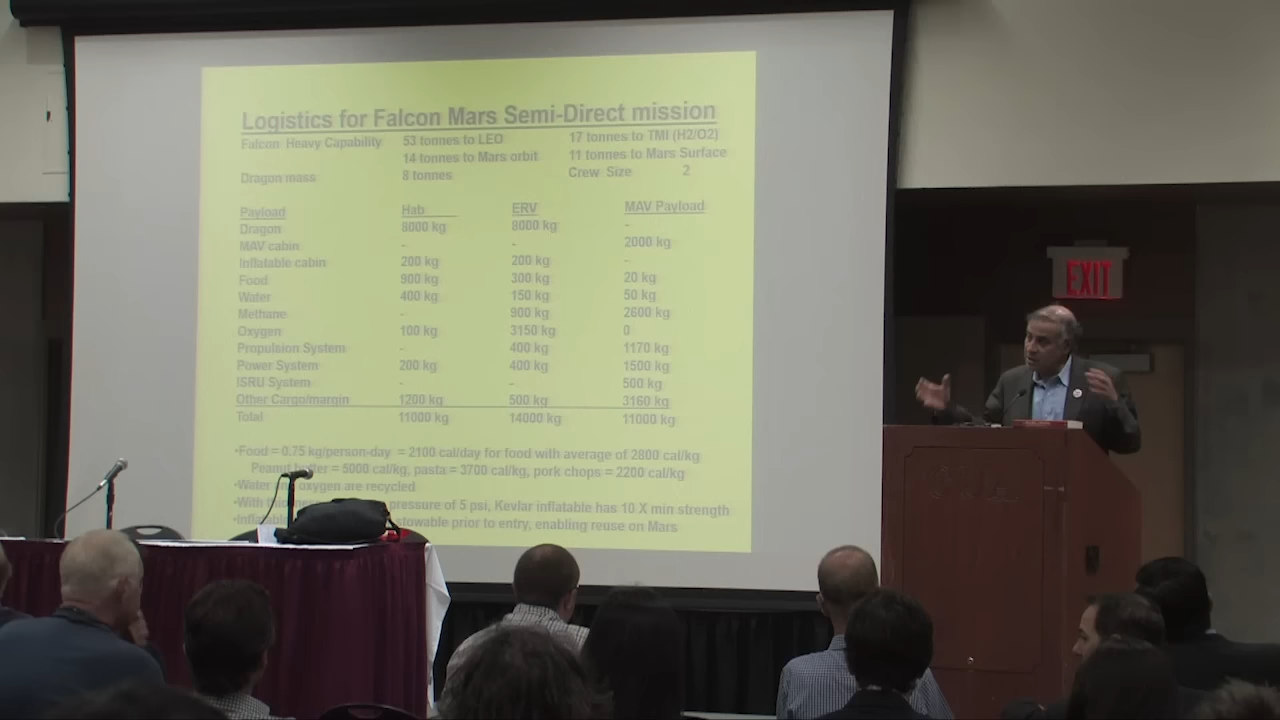 Logistics for Falcon Mars Semi-Direct mission
Falcon Heavy Capability 53 tonnes to LEO 17 tonnes to TMI (H2/O2)
14 tonnes to Mars orbit 11 tonnes to Mars Surface
Dragon mass 8 tonnes Crew Size 2
Payload Hab ERV MAV Payload
Dragon 8000 kg 8000 kg -
MAV cabin - - 2000 kg
Inflatable cabin 200 kg 200 kg -
Food 900 kg 300 kg 20 kg
Water 400 kg 150 kg 50 kg
Methane - 900 kg 2600 kg
Oxygen 100 kg 3150 kg 0
Propulsion System - 400 kg 1170 kg
Power System 200 kg 400 kg 1500 kg
ISRU System - - 500 kg
Other Cargo/margin 1200 kg 500 kg 3160 kg
Total 11000 kg 14000 kg 11000 kg
•Food = 0.75 kg/person-day = 2100 cal/day for food with average of 2800 cal/kg
Peanut = 5000 cal/kg, pasta = 3700 cal/kg, pork chops = 2200 cal/kg
•Water oxygen are recycled
•With pressure of 5 psi, Kevlar inflatable has 10 X min strength
prior to entry, enabling reuse on Mars
EXIT